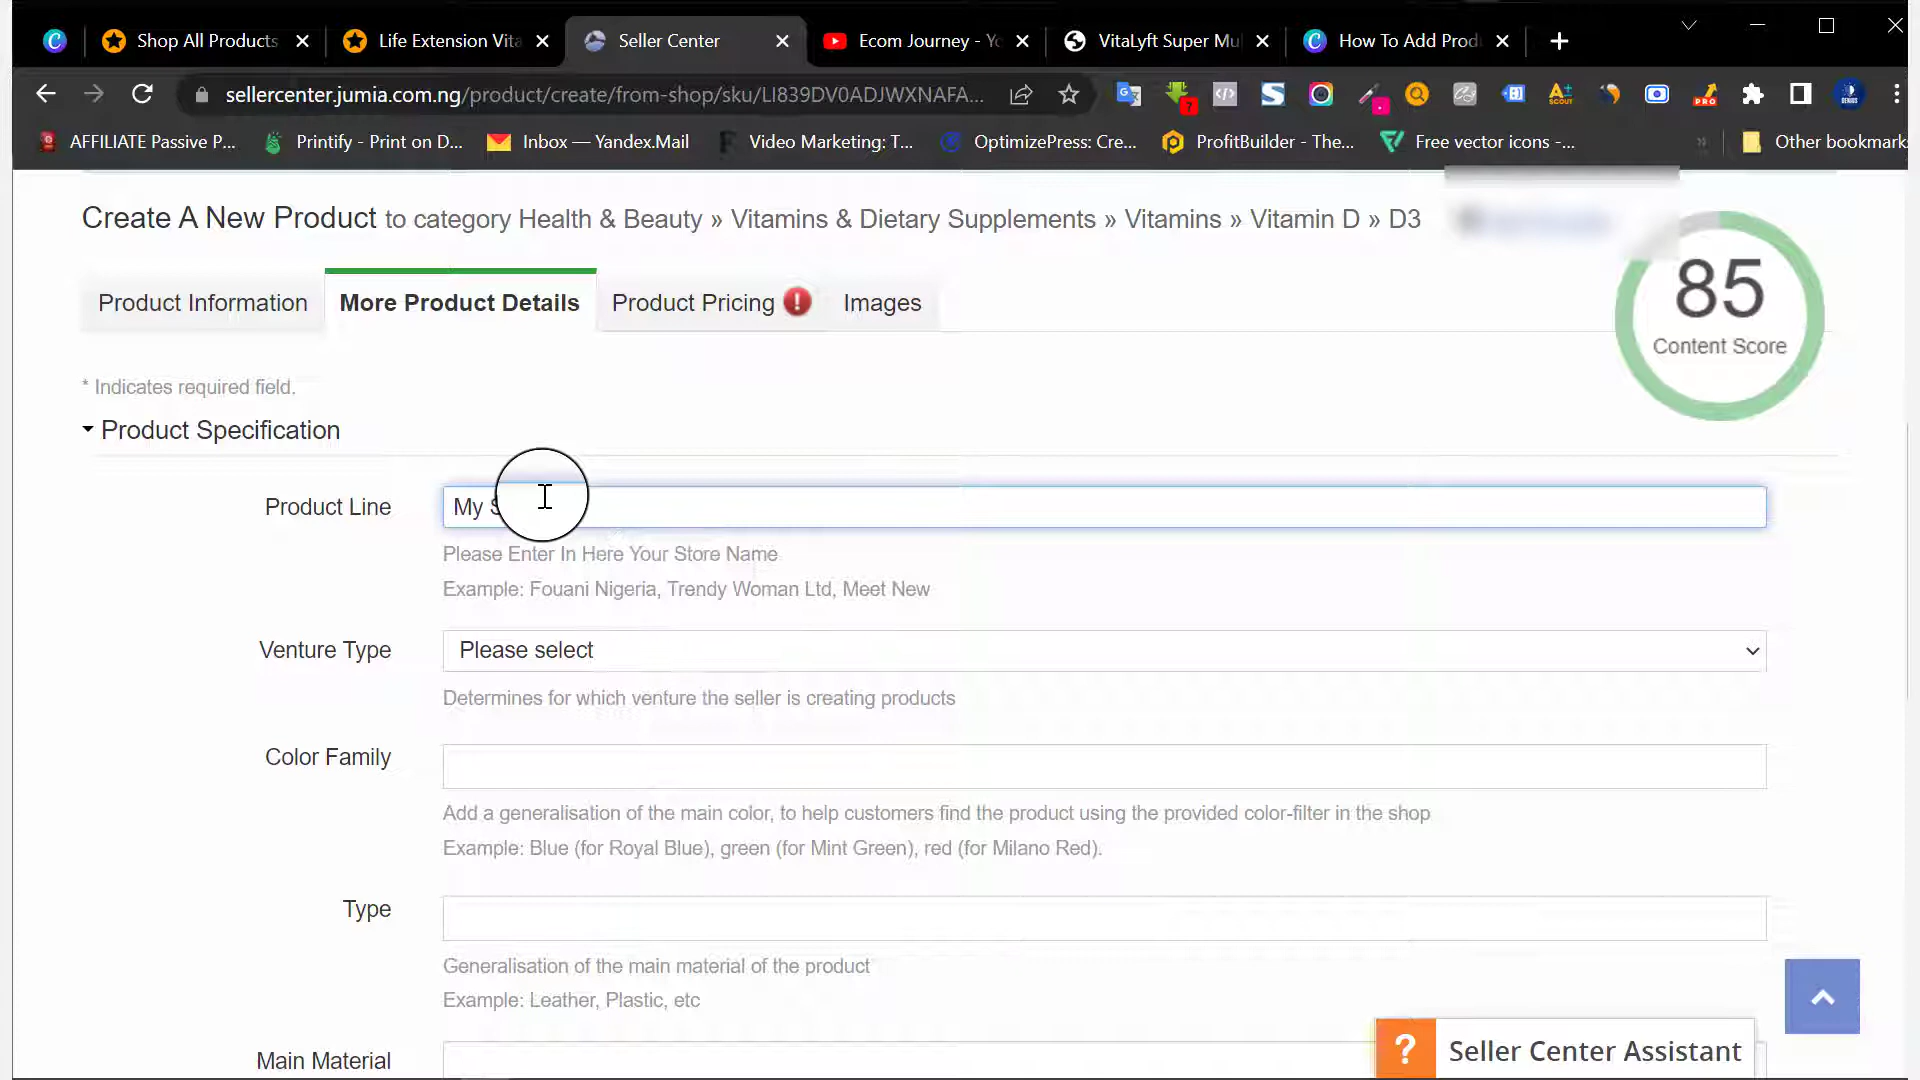 Shop All Products
Life Extension Vita
Seller Center
Ecom Journey - Yo
VitaLyft Super Mu
How To Add Prod
sellercenter.jumia.com.ng/product/create/from-shop/sku/LI839DV0ADJWXNAFA...
AFFILIATE Passive P...
Printify - Print on D...
Inbox — Yandex.Mail
Video Marketing: T...
OptimizePress: Cre...
ProfitBuilder - The...
Free vector icons -...
Other bookmarks
Create A New Product to category Health & Beauty » Vitamins & Dietary Supplements » Vitamins » Vitamin D » D3
Product Information
More Product Details
Product Pricing
Images
85
Content Score
* Indicates required field.
Product Specification
Product Line
My S
Please Enter In Here Your Store Name
Example: Fouani Nigeria, Trendy Woman Ltd, Meet New
Venture Type
Please select
Determines for which venture the seller is creating products
Color Family
Add a generalisation of the main color, to help customers find the product using the provided color-filter in the shop
Example: Blue (for Royal Blue), green (for Mint Green), red (for Milano Red).
Type
Generalisation of the main material of the product
Example: Leather, Plastic, etc
Main Material
? Seller Center Assistant